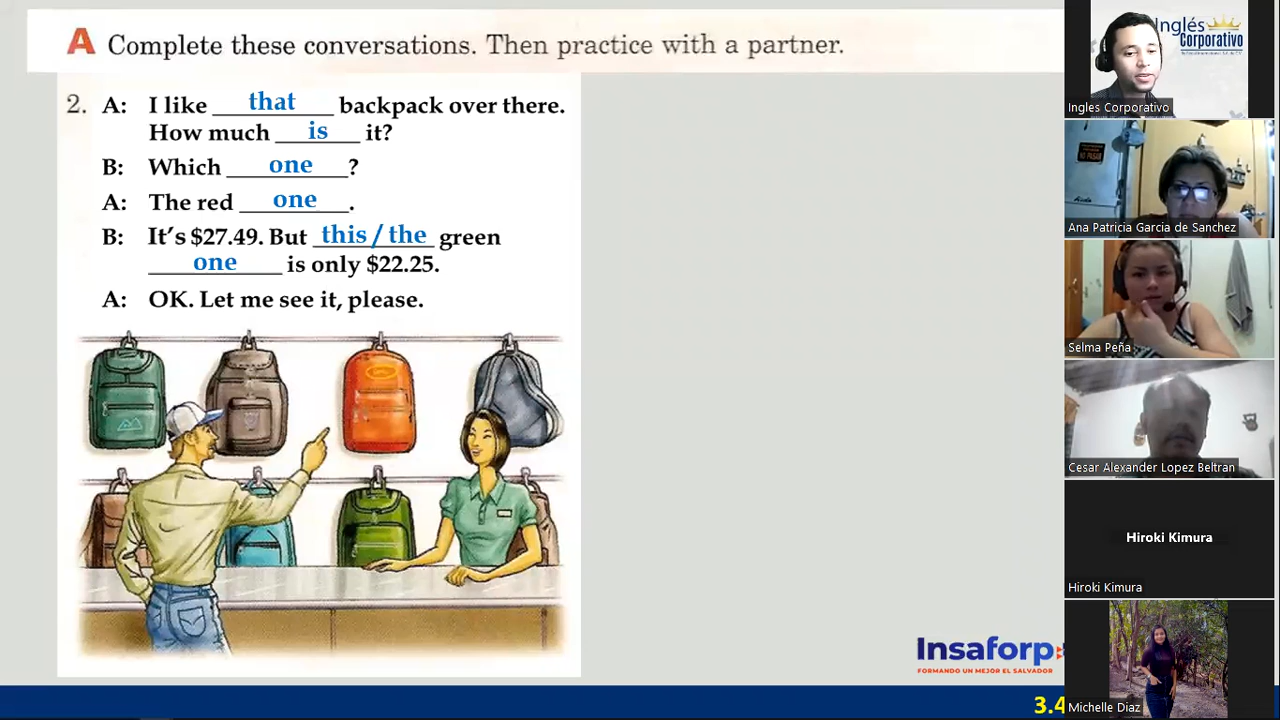 A Complete these conversations. Then practice with a partner.
2. A: I like that backpack over there.
How much is it?
B: Which one ?
A: The red one .
B: It's $27.49. But this / the green
one is only $22.25.
A: OK. Let me see it, please.
Insaforp
FORMANDO UN MEJOR EL SALVADOR
3.4
Inglés
Corporativo
Ingles Corporativo
NO PASAR
Ana Patricia Garcia de Sanchez
Selma Peña
Cesar Alexander Lopez Beltran
Hiroki Kimura
Hiroki Kimura
Michelle Diaz